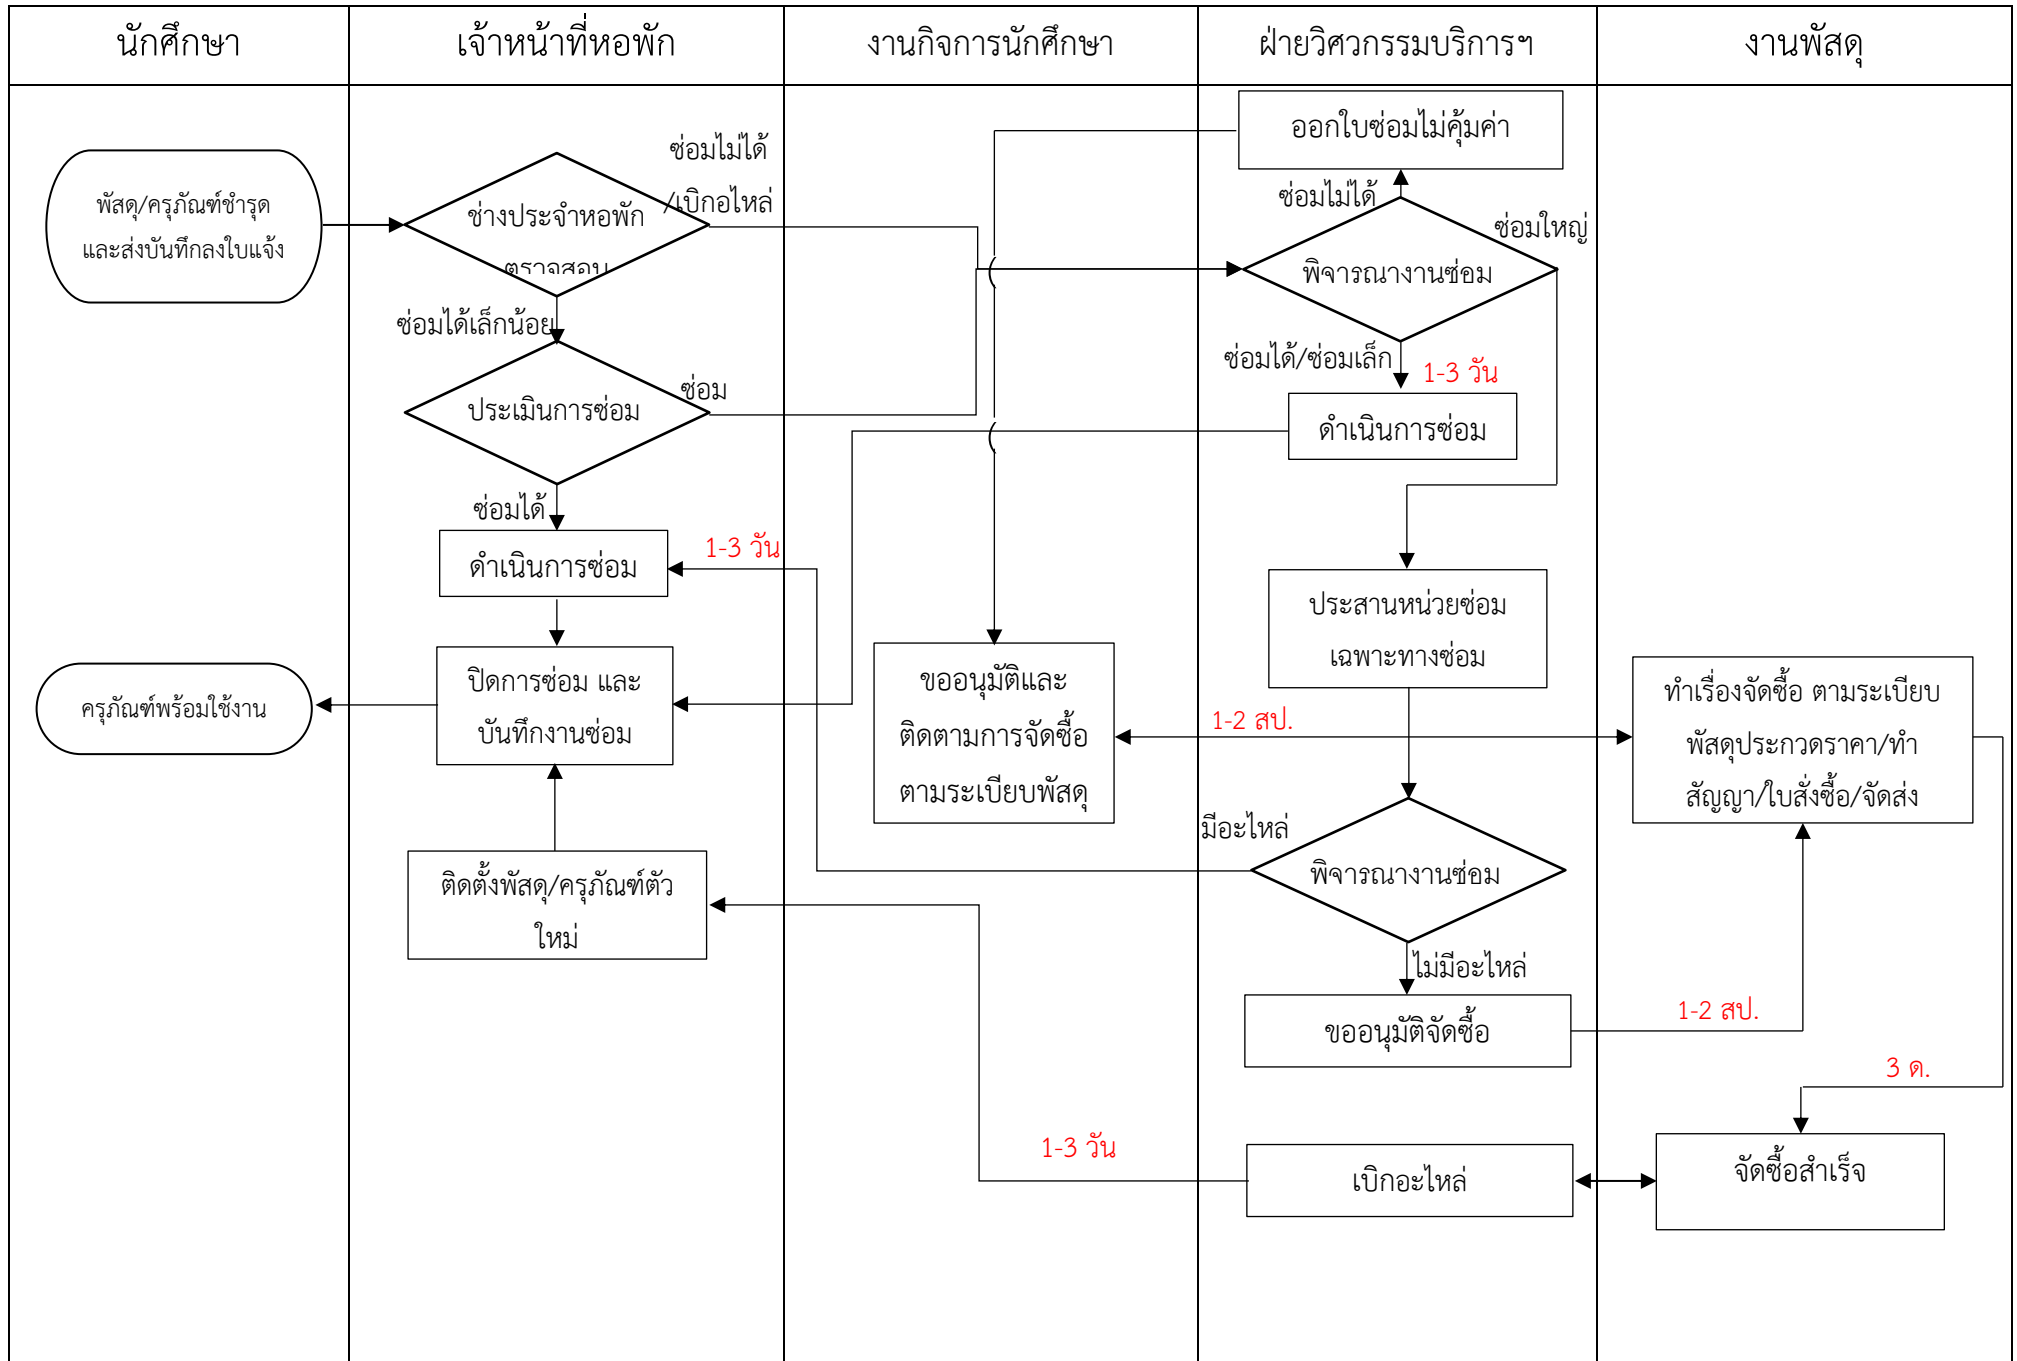 นักศึกษา
เจ้าหน้าที่หอพัก
งานกิจการนักศึกษา
ฝ่ายวิศวกรรมบริการฯ
งานพัสดุ
ออกใบซ่อมไม่คุ้มค่า
ซ่อมไม่ได้
/เบิกอไหล่
พัสดุ/ครุภัณฑ์ชำรุด
และส่งบันทึกลงใบแจ้ง
ช่างประจำหอพัก
ตราจสอบ
ซ่อมไม่ได้
ซ่อมใหญ่
พิจารณางานซ่อม
ซ่อมได้เล็กน้อย
ซ่อมได้/ซ่อมเล็ก
1-3 วัน
ประเมินการซ่อม
ซ่อม
ดำเนินการซ่อม
ซ่อมได้
ดำเนินการซ่อม
1-3 วัน
ประสานหน่วยซ่อม
เฉพาะทางซ่อม
ครุภัณฑ์พร้อมใช้งาน
ปิดการซ่อม และ
บันทึกงานซ่อม
ขออนุมัติและ
ติดตามการจัดซื้อ
ตามระเบียบพัสดุ
1-2 สป.
ทำเรื่องจัดซื้อ ตามระเบียบ
พัสดุประกวดราคา/ทำ
สัญญา/ใบสั่งซื้อ/จัดส่ง
มีอะไหล่
พิจารณางานซ่อม
ติดตั้งพัสดุ/ครุภัณฑ์ตัว
ใหม่
ไม่มีอะไหล่
ขออนุมัติจัดซื้อ
1-2 สป.
3 ด.
1-3 วัน
เบิกอะไหล่
จัดซื้อสำเร็จ